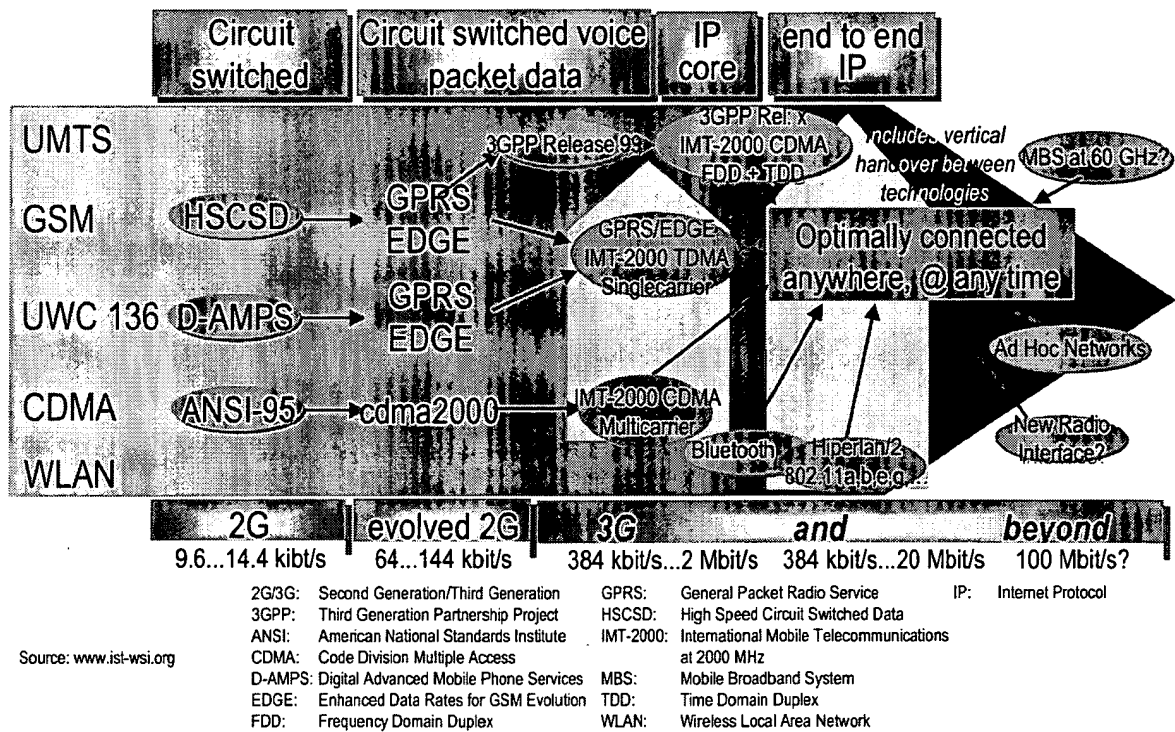 Circuit
switched
Circuit switched voice
packet data
IP
core
end to end
IP
UMTS
3GPP Release 99
3GPP Rel. x
IMT-2000 CDMA
FDD + TDD
includes vertical
handover between
technologies
MBS at 60 GHz?
GSM
HSCSD
GPRS
EDGE
GPRS/EDGE
IMT-2000 TDMA
Singlecarrier
Optimally connected
anywhere, @ any time
UWC 136
D-AMPS
GPRS
EDGE
Ad Hoc Networks
CDMA
ANSI-95
cdma2000
IMT-2000 CDMA
Multicarrier
New Radio
Interface?
WLAN
Bluetooth
Hiperlan/2
802.11a,b,e,g...
2G
evolved 2G
3G and beyond
9.6...14.4 kibt/s
64...144 kbit/s
384 kbit/s...2 Mbit/s
384 kbit/s...20 Mbit/s
100 Mbit/s?
2G/3G: Second Generation/Third Generation
3GPP: Third Generation Partnership Project
ANSI: American National Standards Institute
CDMA: Code Division Multiple Access
D-AMPS: Digital Advanced Mobile Phone Services
EDGE: Enhanced Data Rates for GSM Evolution
FDD: Frequency Domain Duplex
GPRS: General Packet Radio Service
HSCSD: High Speed Circuit Switched Data
IMT-2000: International Mobile Telecommunications
at 2000 MHz
MBS: Mobile Broadband System
TDD: Time Domain Duplex
WLAN: Wireless Local Area Network
IP: Internet Protocol
Source: www.ist-wsi.org